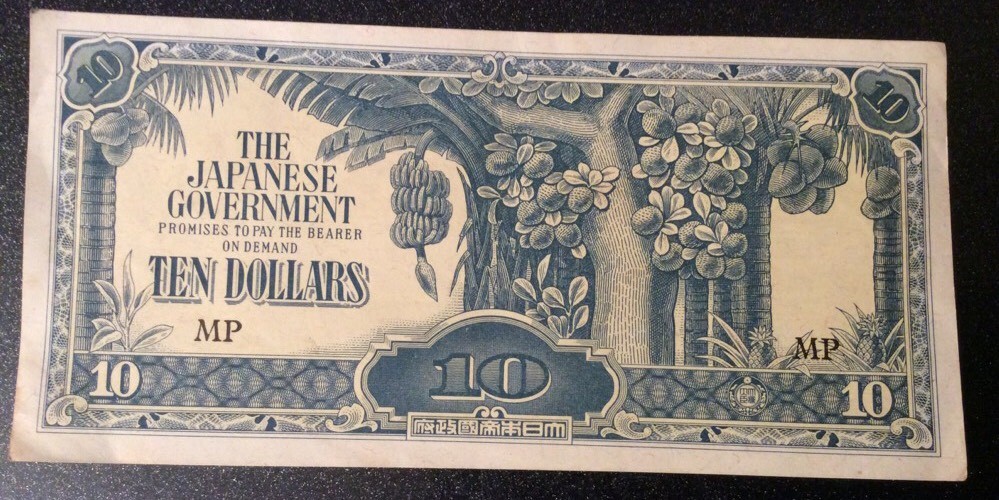 10
10
THE
JAPANESE
GOVERNMENT
PROMISES TO PAY THE BEARER
ON DEMAND
TEN DOLLARS
MP
MP
10
10
10
大日本帝國政府